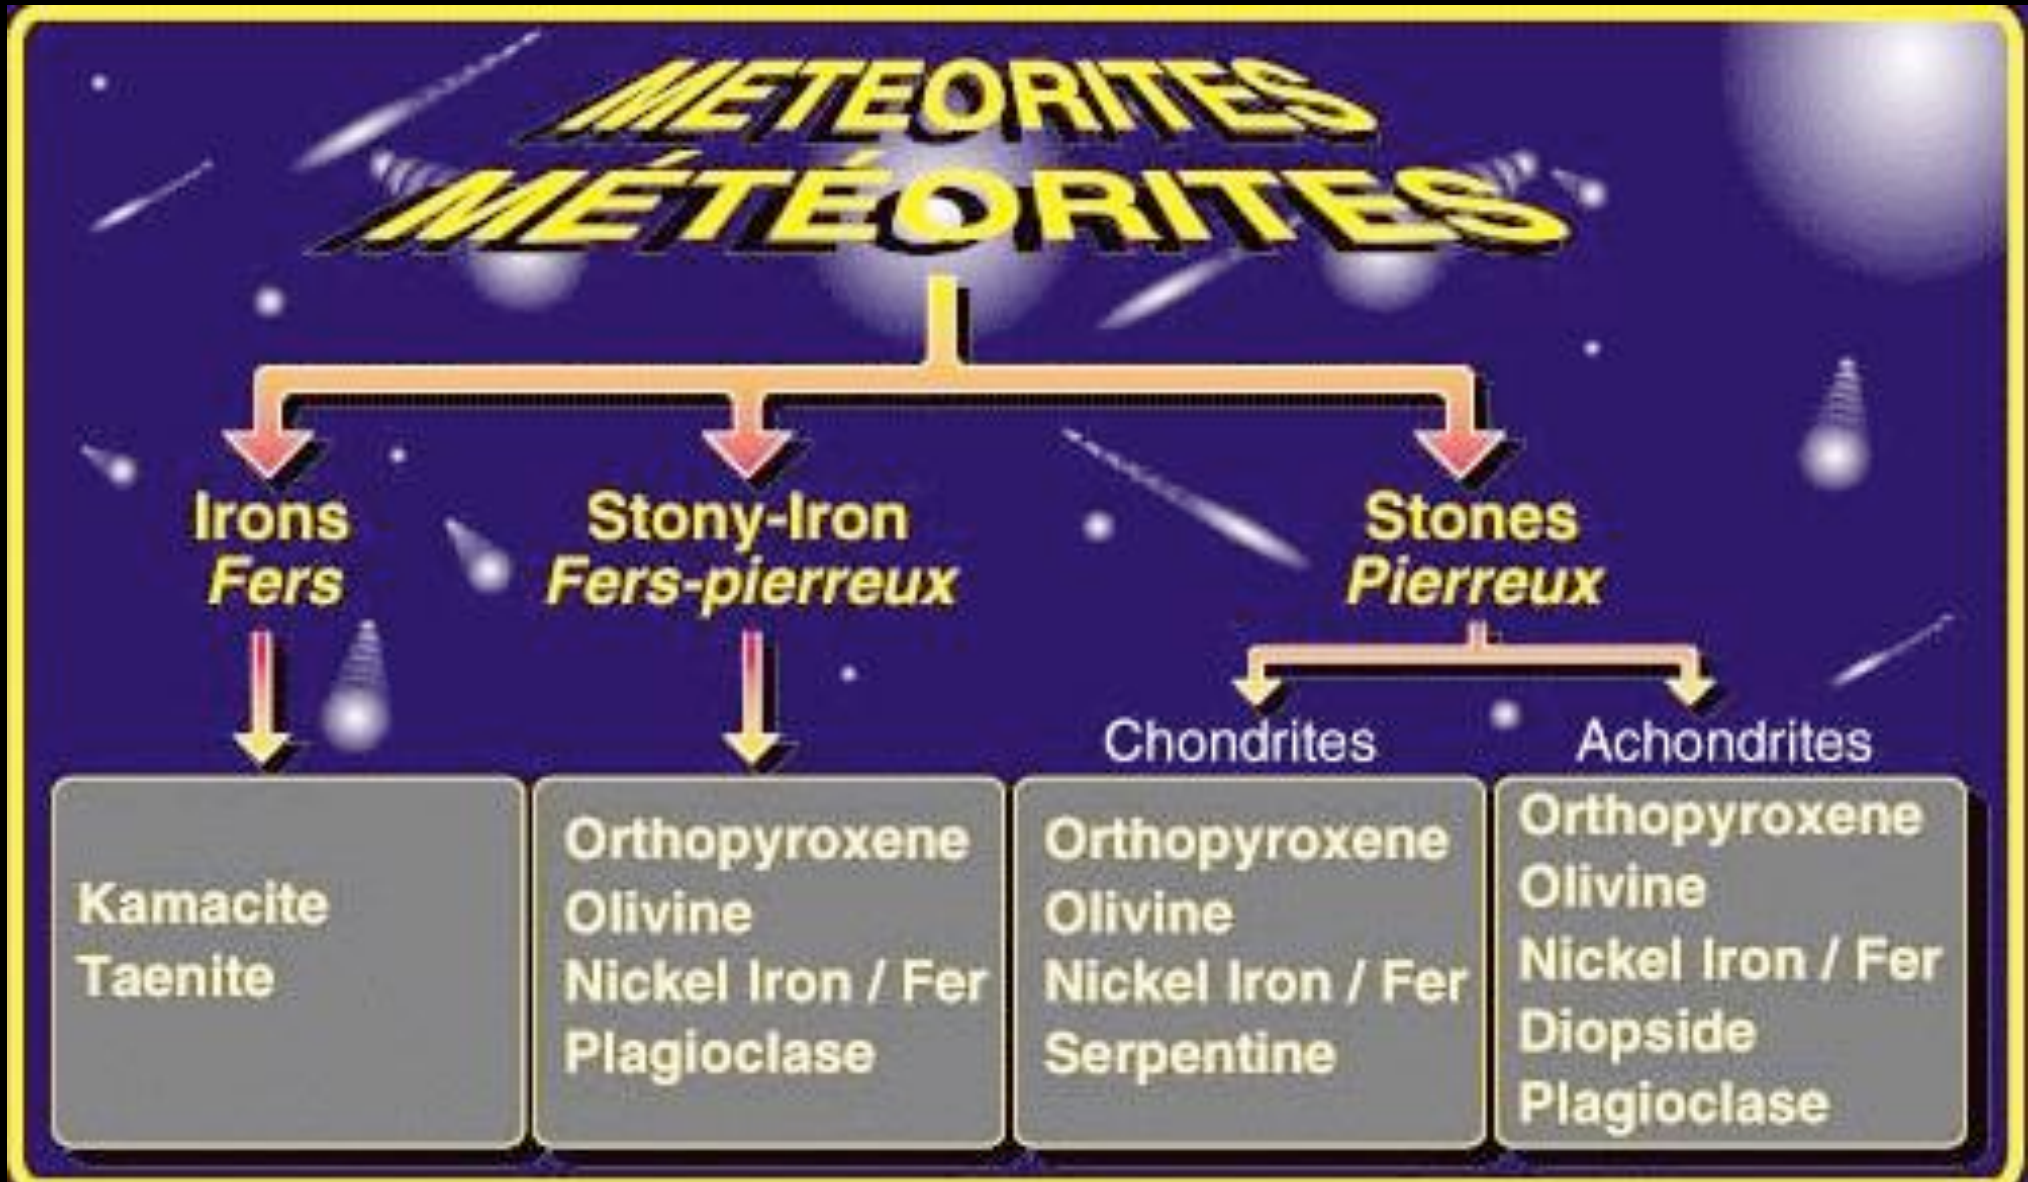 METEORITES
MÉTÉORITES
Irons
Fers
Stony-Iron
Fers-pierreux
Stones
Pierreux
Chondrites
Achondrites
Kamacite
Taenite
Orthopyroxene
Olivine
Nickel Iron / Fer
Plagioclase
Orthopyroxene
Olivine
Nickel Iron / Fer
Serpentine
Orthopyroxene
Olivine
Nickel Iron / Fer
Diopside
Plagioclase